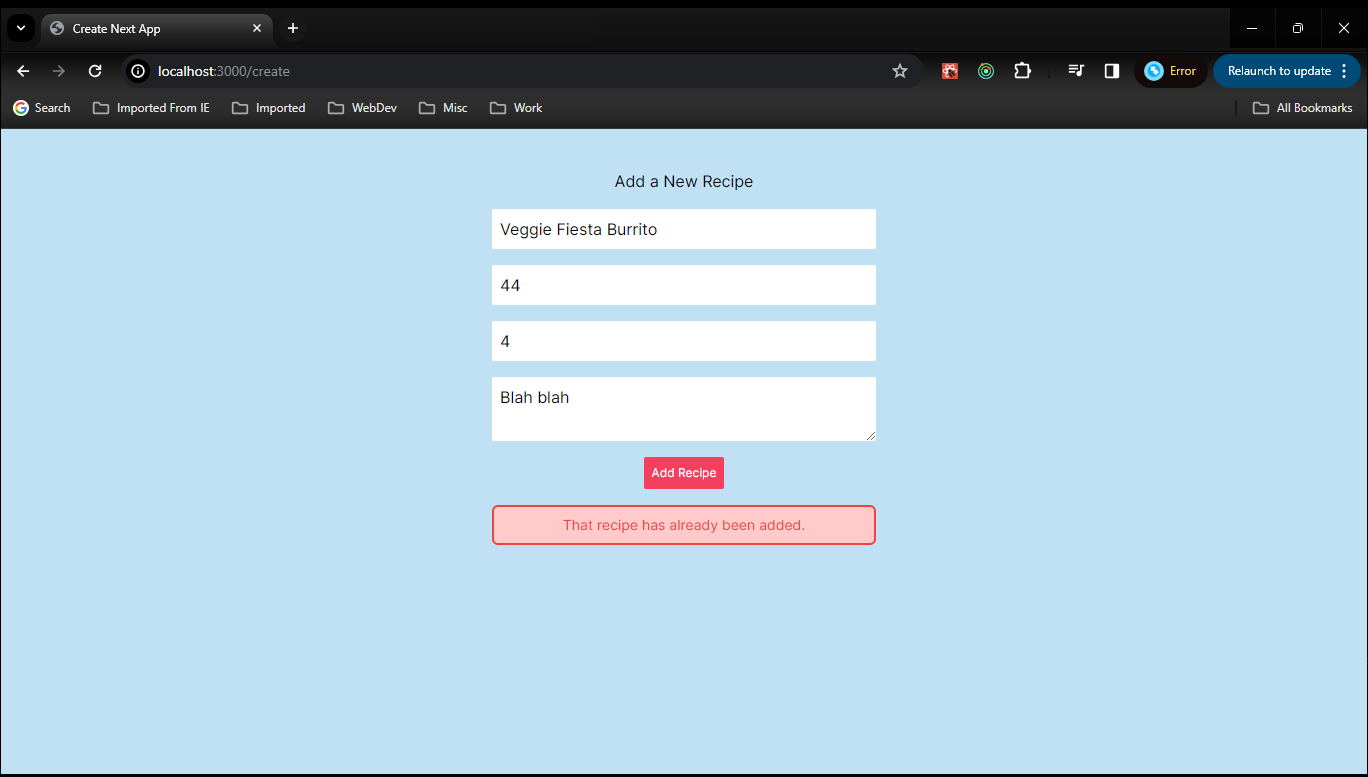 Create Next App
localhost:3000/create
Error
Relaunch to update
Search
Imported From IE
Imported
WebDev
Misc
Work
All Bookmarks
Add a New Recipe
Veggie Fiesta Burrito
44
4
Blah blah
Add Recipe
That recipe has already been added.